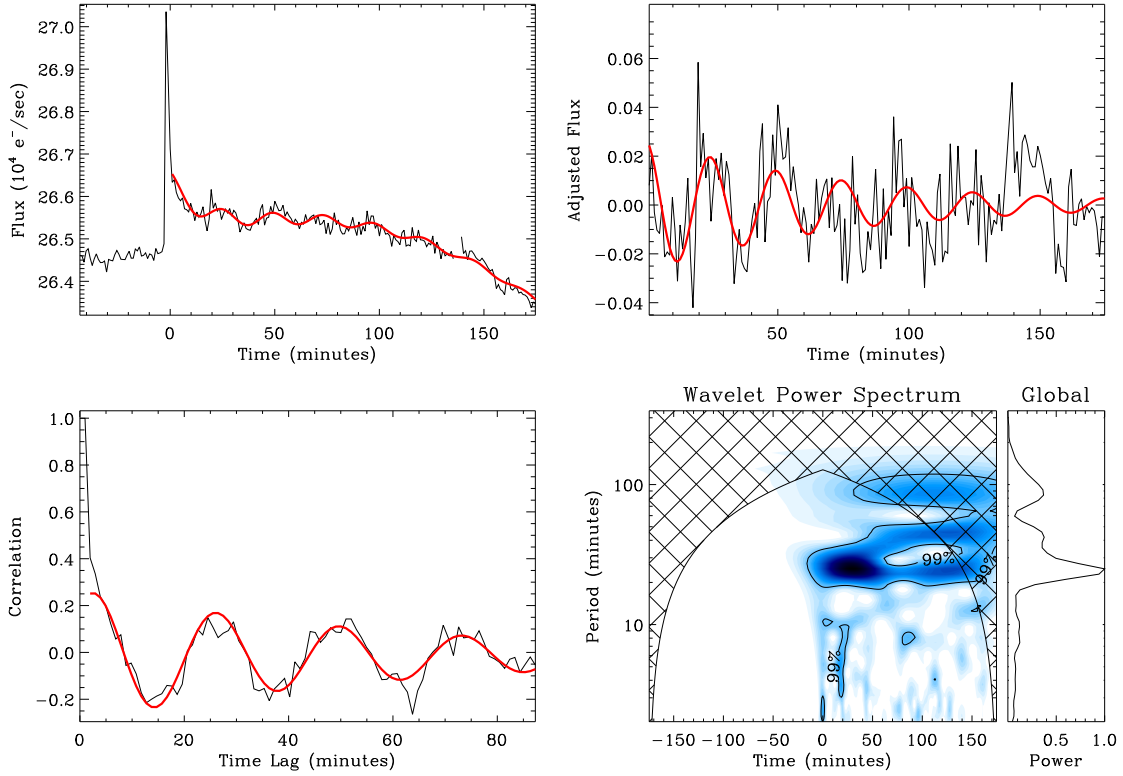 27.0
26.9
26.8
26.7
26.6
26.5
26.4
Flux (10⁴ e⁻/sec)
0 50 100 150
Time (minutes)
0.06
0.04
0.02
0.00
−0.02
−0.04
Adjusted Flux
50 100 150
Time (minutes)
1.0
0.8
0.6
0.4
0.2
0.0
−0.2
Correlation
0 20 40 60 80
Time Lag (minutes)
Wavelet Power Spectrum
Global
100
10
Period (minutes)
99%
99%
99%
−150 −100 −50 0 50 100 150
Time (minutes)
0.5 1.0
Power